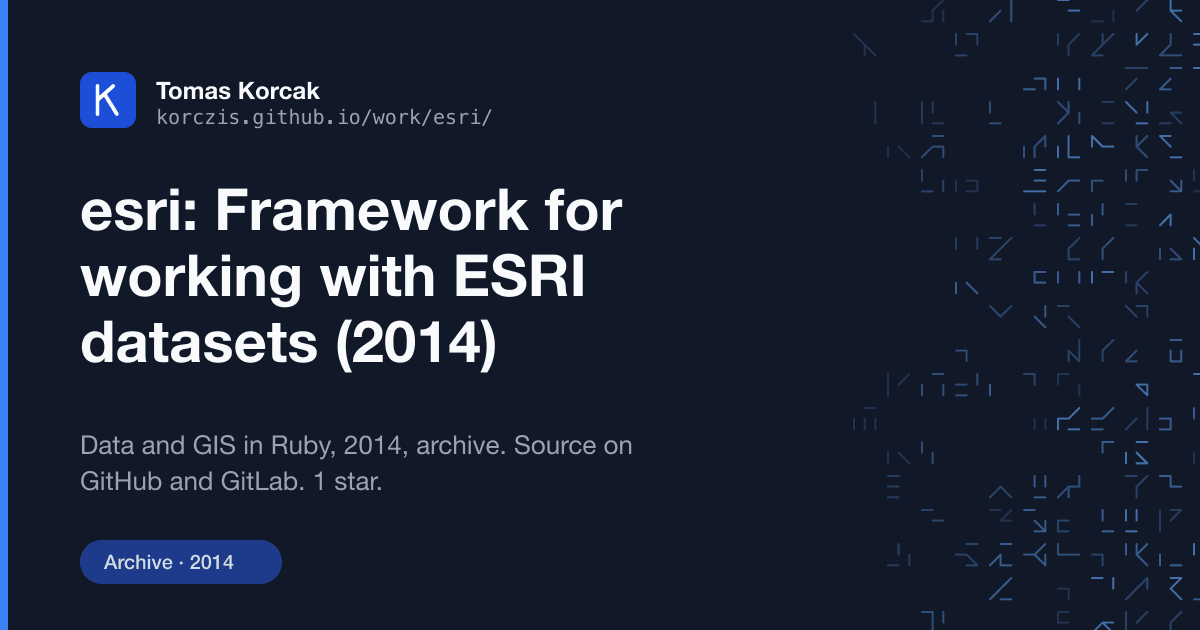 K
Tomas Korcak
korczis.github.io/work/esri/
esri: Framework for
working with ESRI
datasets (2014)
Data and GIS in Ruby, 2014, archive. Source on
GitHub and GitLab. 1 star.
Archive · 2014